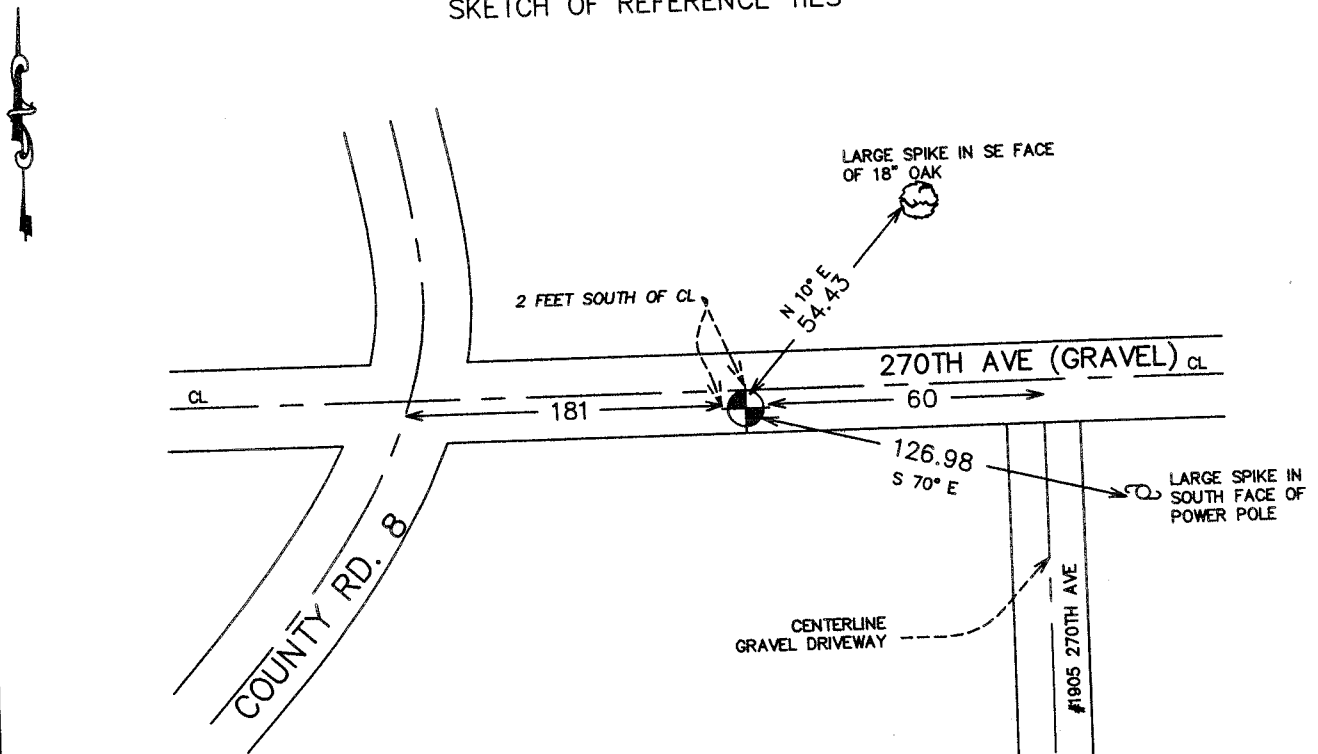 SKETCH OF REFERENCE TIES
LARGE SPIKE IN SE FACE
OF 18" OAK
N 10° E
54.43
2 FEET SOUTH OF CL
270TH AVE (GRAVEL) CL
CL
181
60
126.98
S 70° E
LARGE SPIKE IN
SOUTH FACE OF
POWER POLE
COUNTY RD. 8
CENTERLINE
GRAVEL DRIVEWAY
#1905 270TH AVE